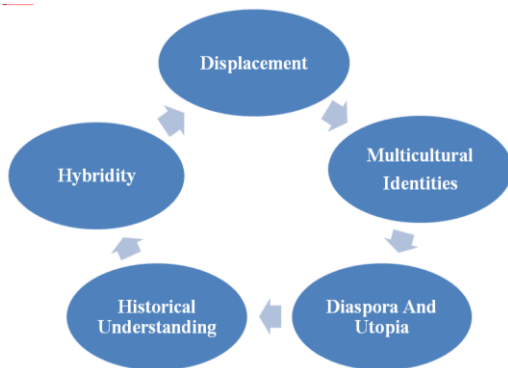 Displacement
Multicultural
Identities
Diaspora And
Utopia
Historical
Understanding
Hybridity